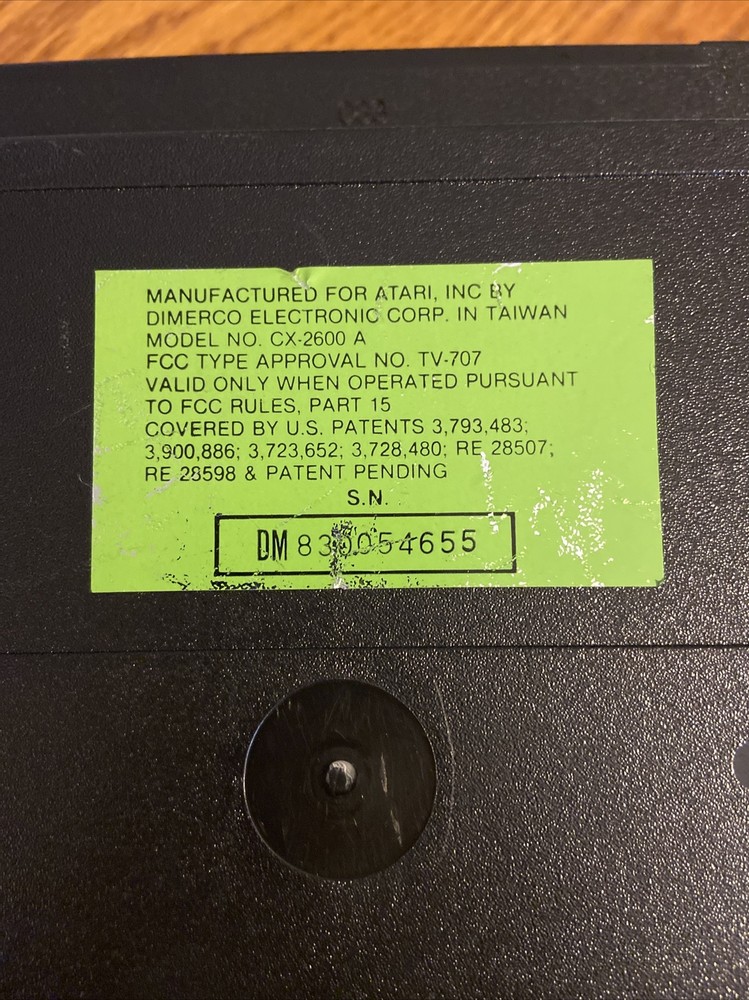 MANUFACTURED FOR ATARI, INC BY
DIMERCO ELECTRONIC CORP. IN TAIWAN
MODEL NO. CX-2600 A
FCC TYPE APPROVAL NO. TV-707
VALID ONLY WHEN OPERATED PURSUANT
TO FCC RULES, PART 15
COVERED BY U.S. PATENTS 3,793,483;
3,900,886; 3,723,652; 3,728,480; RE 28507;
RE 28598 & PATENT PENDING
S.N.
DM 830054655